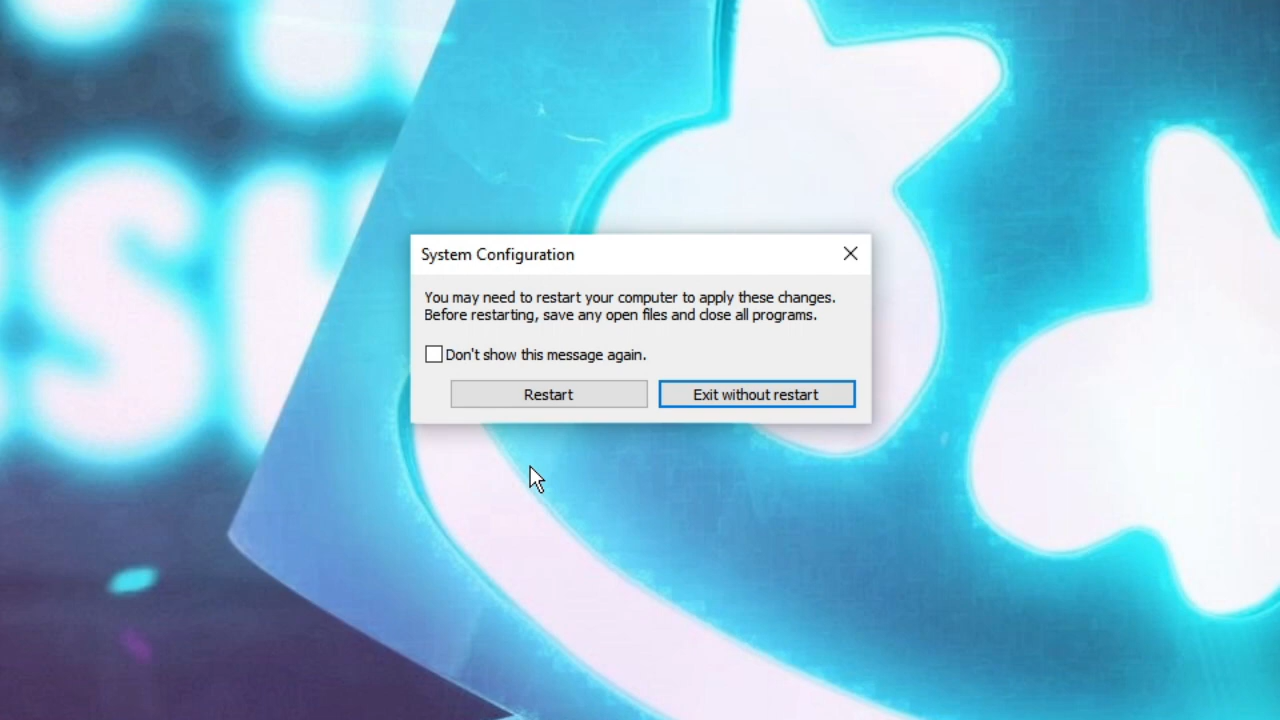 System Configuration
You may need to restart your computer to apply these changes.
Before restarting, save any open files and close all programs.
Don't show this message again.
Restart
Exit without restart